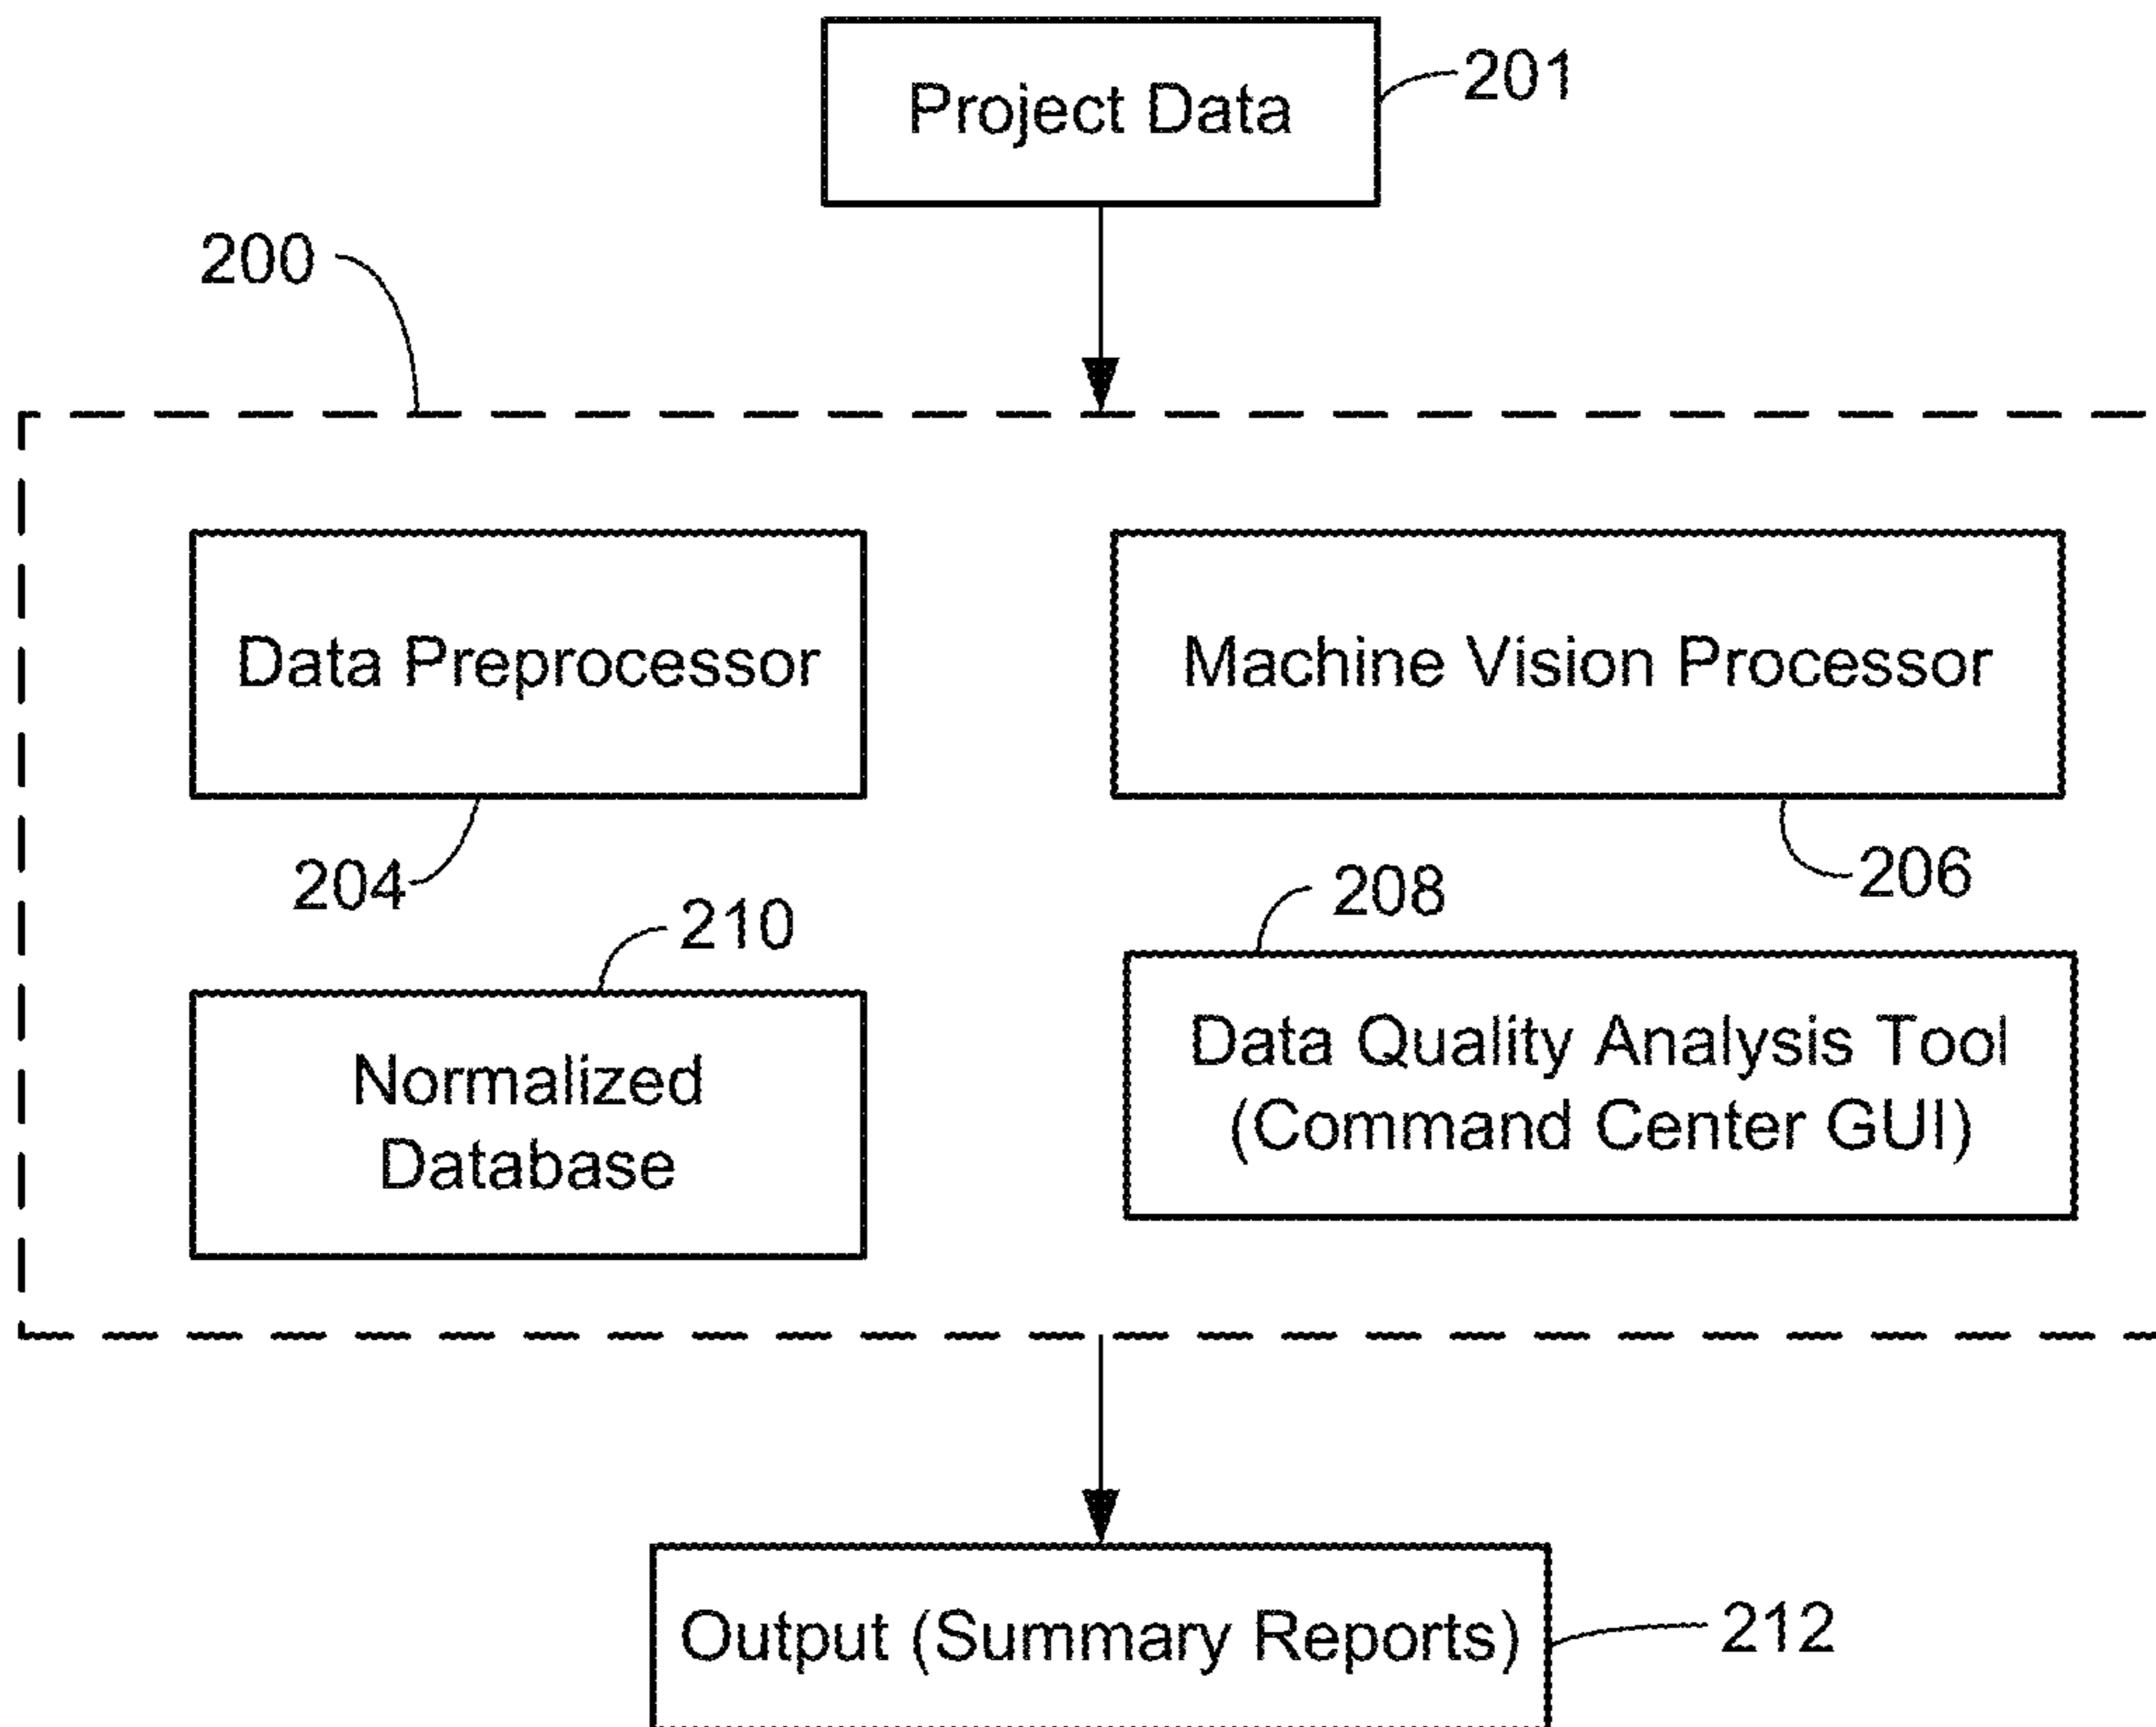 Project Data
201
200
Data Preprocessor
Machine Vision Processor
204
206
208
210
Normalized
Database
Data Quality Analysis Tool
(Command Center GUI)
Output (Summary Reports)
212